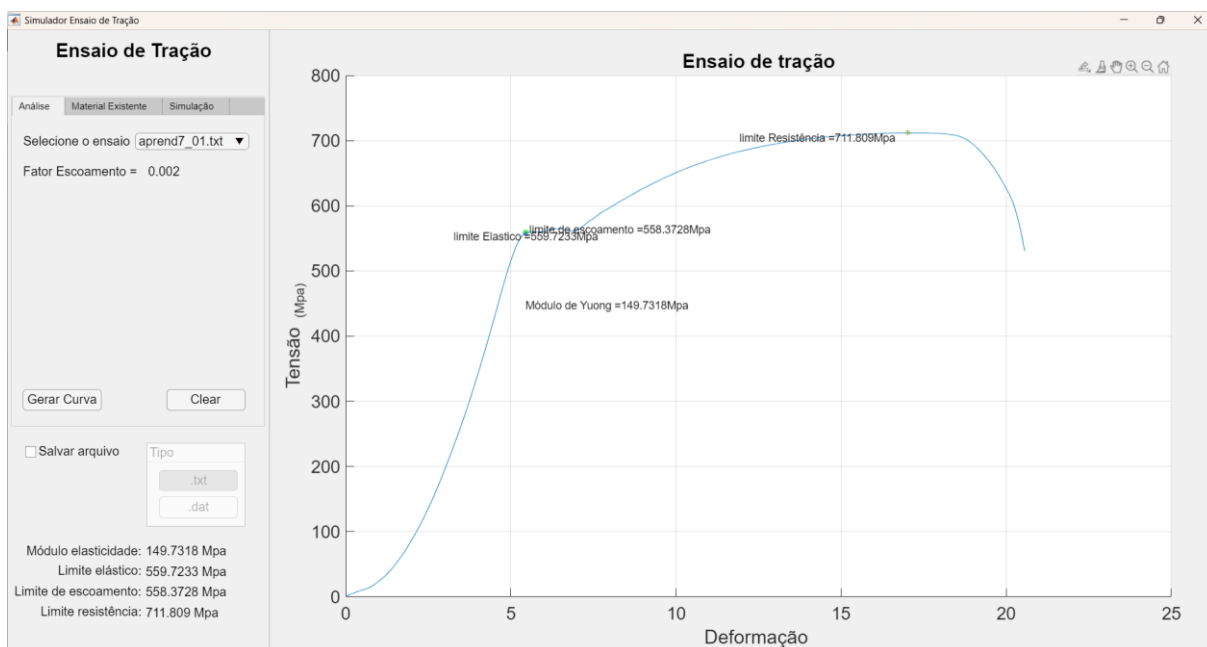 Simulador Ensaio de Tração
Ensaio de Tração
Análise
Material Existente
Simulação
Selecione o ensaio
aprend7_01.txt
Fator Escoamento = 0.002
Gerar Curva
Clear
Salvar arquivo
Tipo
.txt
.dat
Módulo elasticidade: 149.7318 Mpa
Limite elástico: 559.7233 Mpa
Limite de escoamento: 558.3728 Mpa
Limite resistência: 711.809 Mpa
Ensaio de tração
800
700
600
500
400
300
200
100
0
Tensão (Mpa)
limite Resistência =711.809Mpa
limite de escoamento =558.3728Mpa
limite Elastico =559.7233Mpa
Módulo de Yuong =149.7318Mpa
0
5
10
15
20
25
Deformação